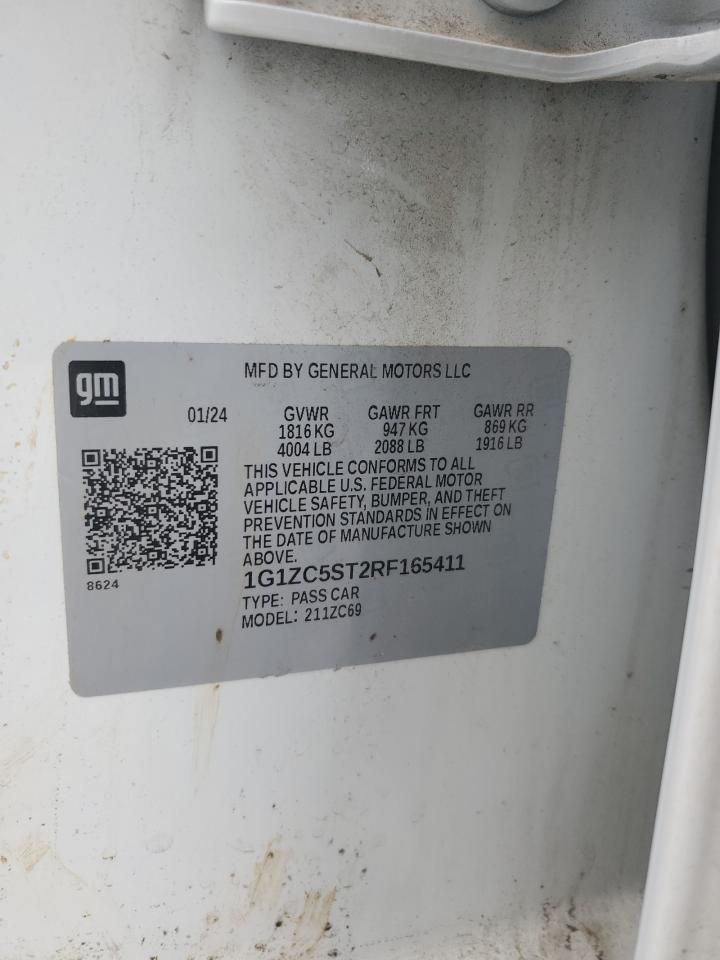 gm
MFD BY GENERAL MOTORS LLC
01/24 GVWR GAWR FRT GAWR RR
1816 KG 947 KG 869 KG
4004 LB 2088 LB 1916 LB
THIS VEHICLE CONFORMS TO ALL
APPLICABLE U.S. FEDERAL MOTOR
VEHICLE SAFETY, BUMPER, AND THEFT
PREVENTION STANDARDS IN EFFECT ON
THE DATE OF MANUFACTURE SHOWN
ABOVE.
8624
1G1ZC5ST2RF165411
TYPE: PASS CAR
MODEL: 211ZC69